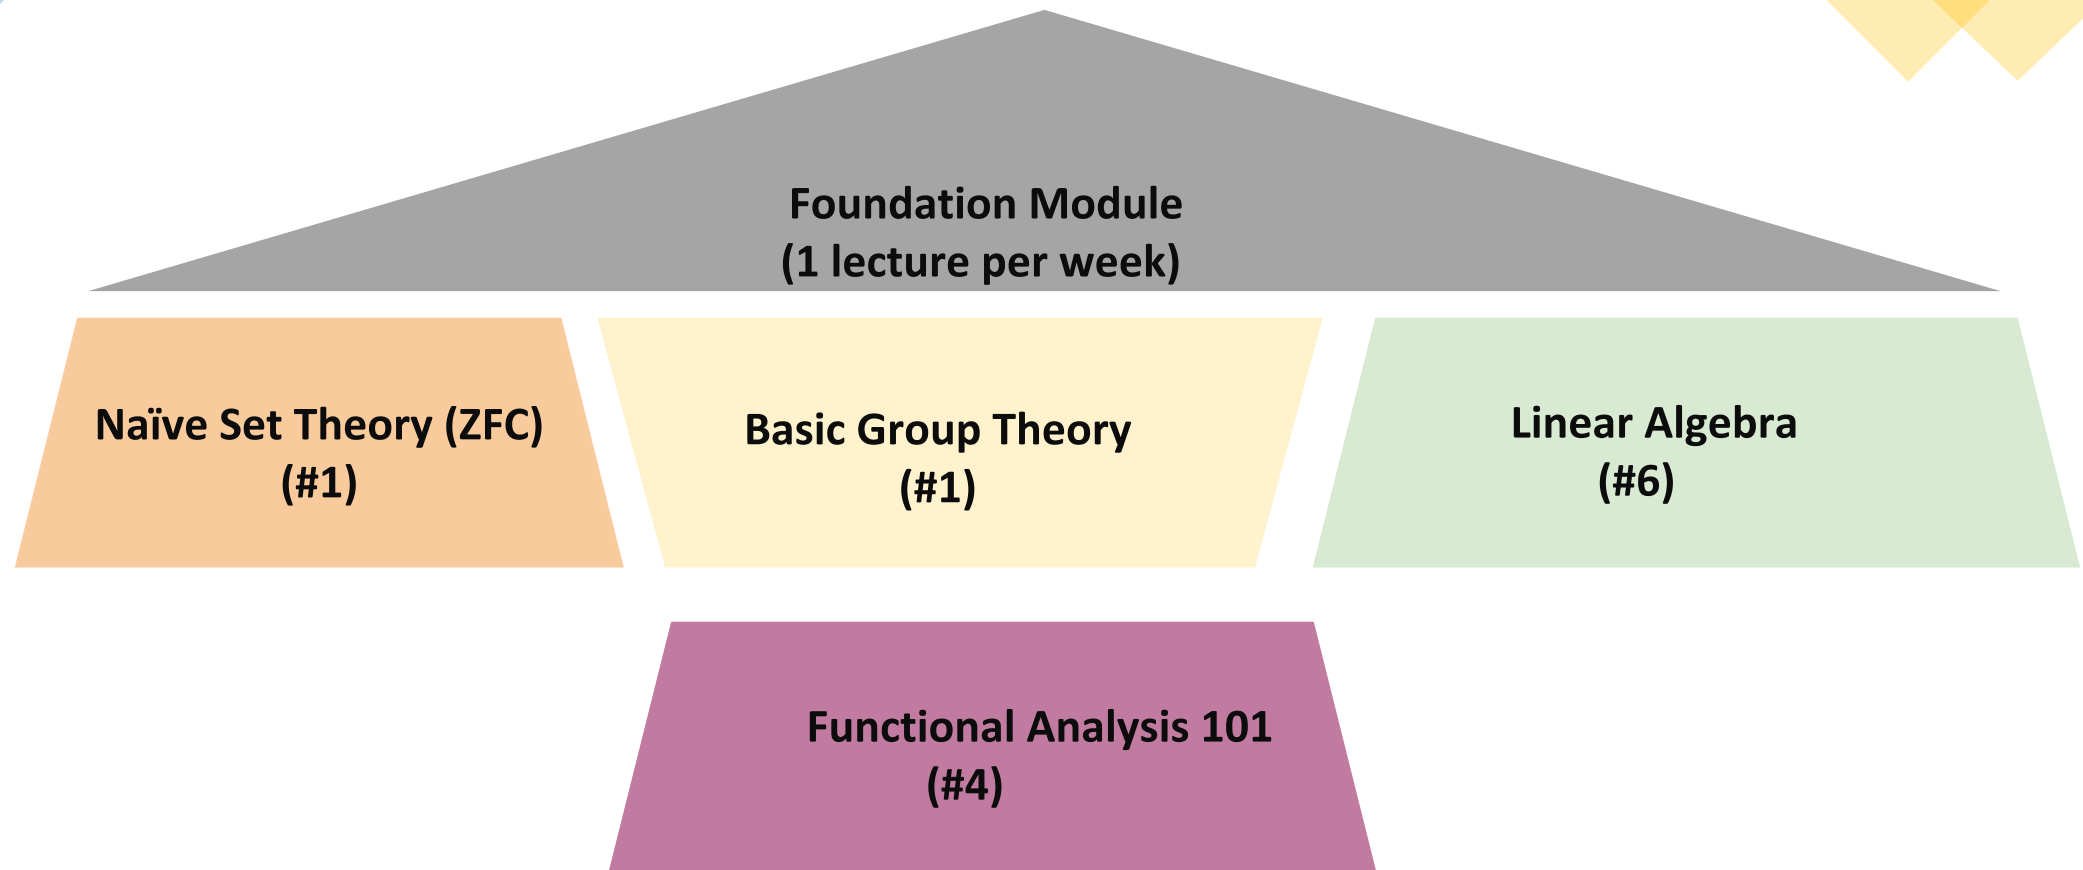 Foundation Module
(1 lecture per week)
Naïve Set Theory (ZFC)
(#1)
Basic Group Theory
(#1)
Linear Algebra
(#6)
Functional Analysis 101
(#4)